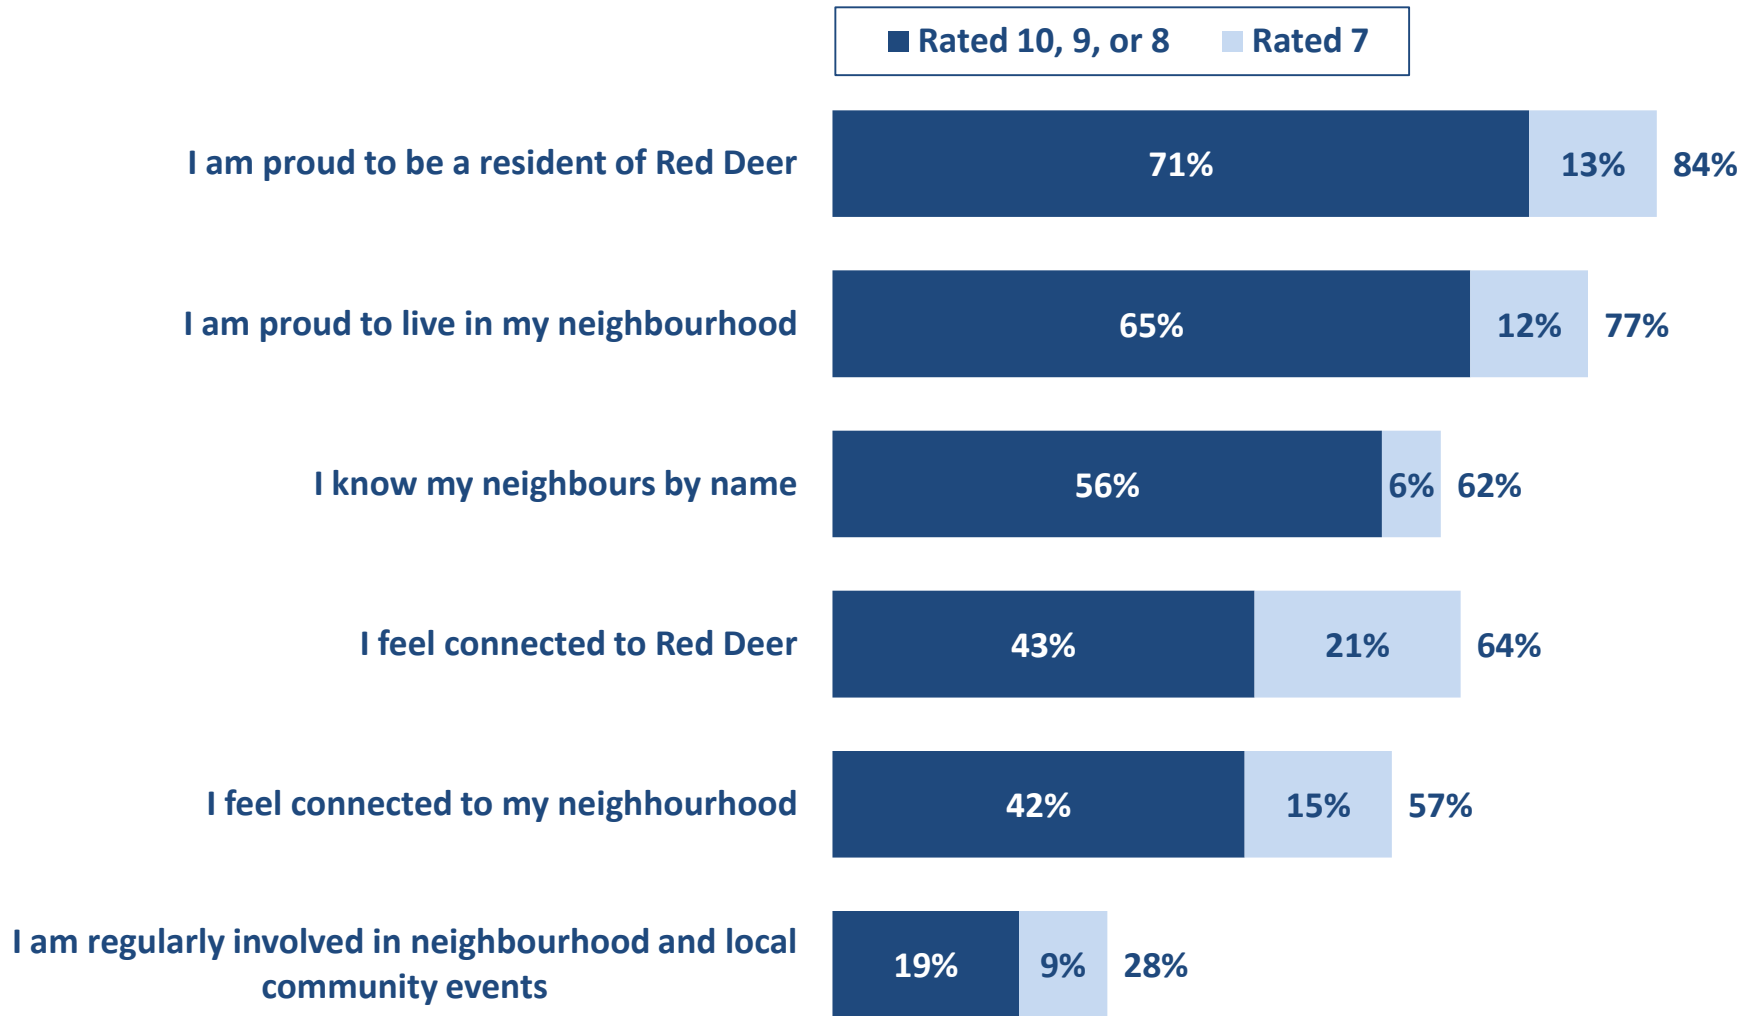 Rated 10, 9, or 8 Rated 7
I am proud to be a resident of Red Deer 71% 13% 84%
I am proud to live in my neighbourhood 65% 12% 77%
I know my neighbours by name 56% 6% 62%
I feel connected to Red Deer 43% 21% 64%
I feel connected to my neighhourhood 42% 15% 57%
I am regularly involved in neighbourhood and local
community events
19% 9% 28%